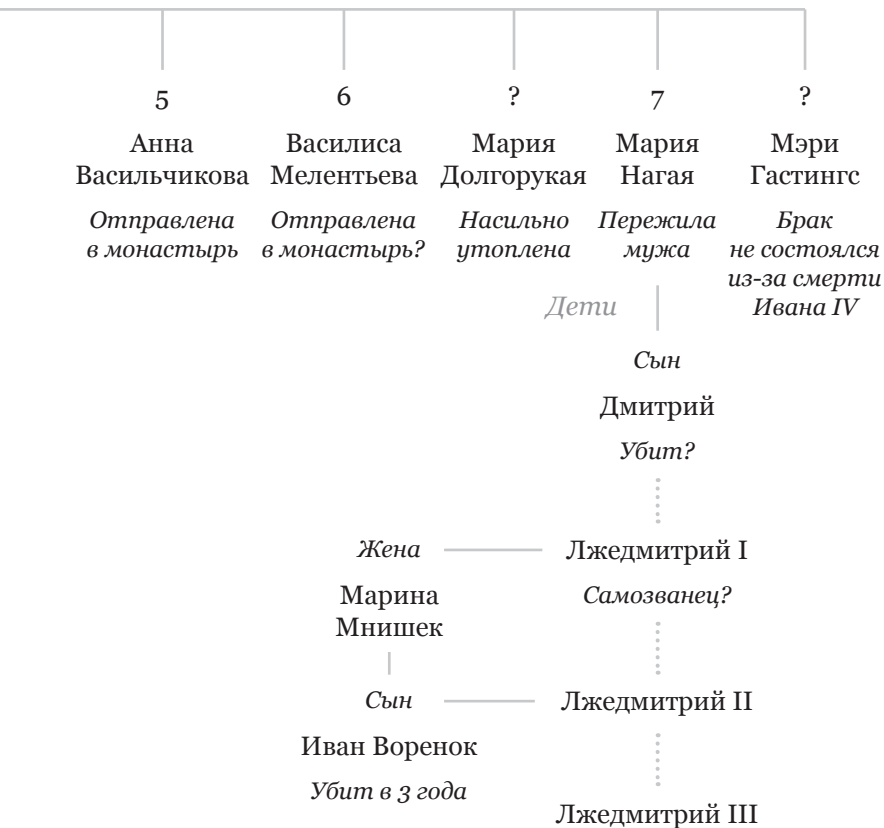 5
Анна
Васильчикова
Отправлена
в монастырь
6
Василиса
Мелентьева
Отправлена
в монастырь?
?
Мария
Долгорукая
Насильно
утоплена
7
Мария
Нагая
Пережила
мужа
?
Мэри
Гастингс
Брак
не состоялся
из-за смерти
Ивана IV
Дети
Сын
Дмитрий
Убит?
Жена
Лжедмитрий I
Марина
Мнишек
Самозванец?
Сын
Лжедмитрий II
Иван Воренок
Убит в 3 года
Лжедмитрий III